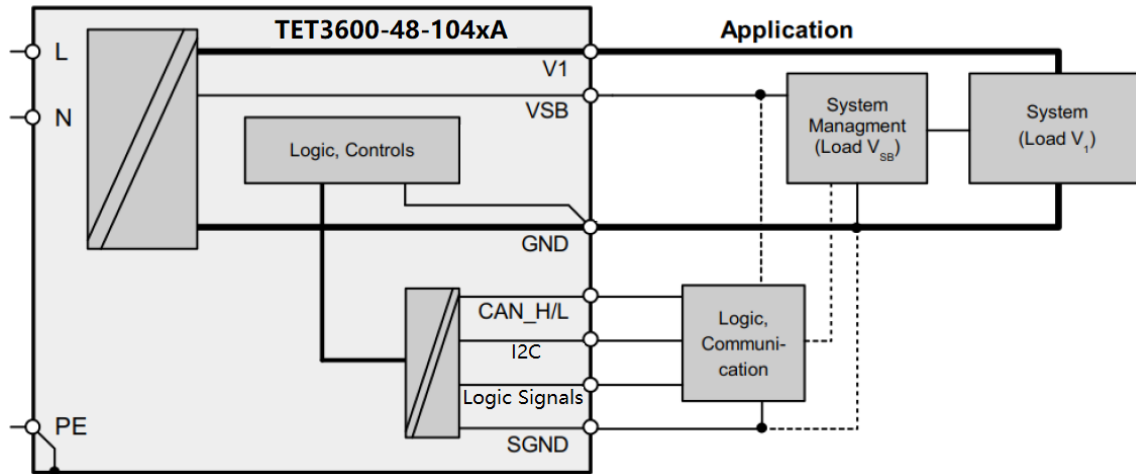 TET3600-48-104xA
Application
L
V1
N
VSB
System
Managment
(Load VSB)
System
(Load V1)
Logic, Controls
GND
CAN_H/L
I2C
Logic Signals
SGND
Logic,
Communi-
cation
PE